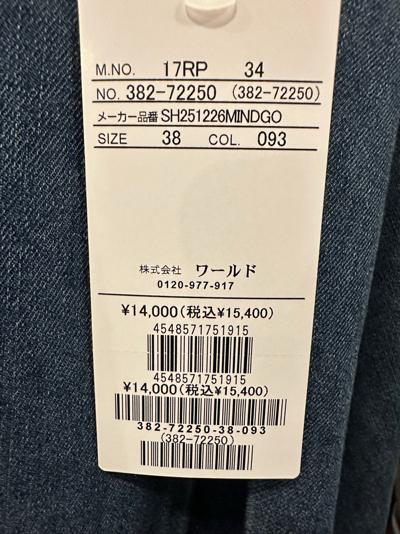 M.NO. 17RP 34
NO. 382-72250 (382-72250)
メーカー品番 SH251226MINDGO
SIZE 38 COL. 093
株式会社 ワールド
0120-977-917
¥14,000(税込¥15,400)
4548571751915
4548571751915
¥14,000(税込¥15,400)
382-72250-38-093
(382-72250)